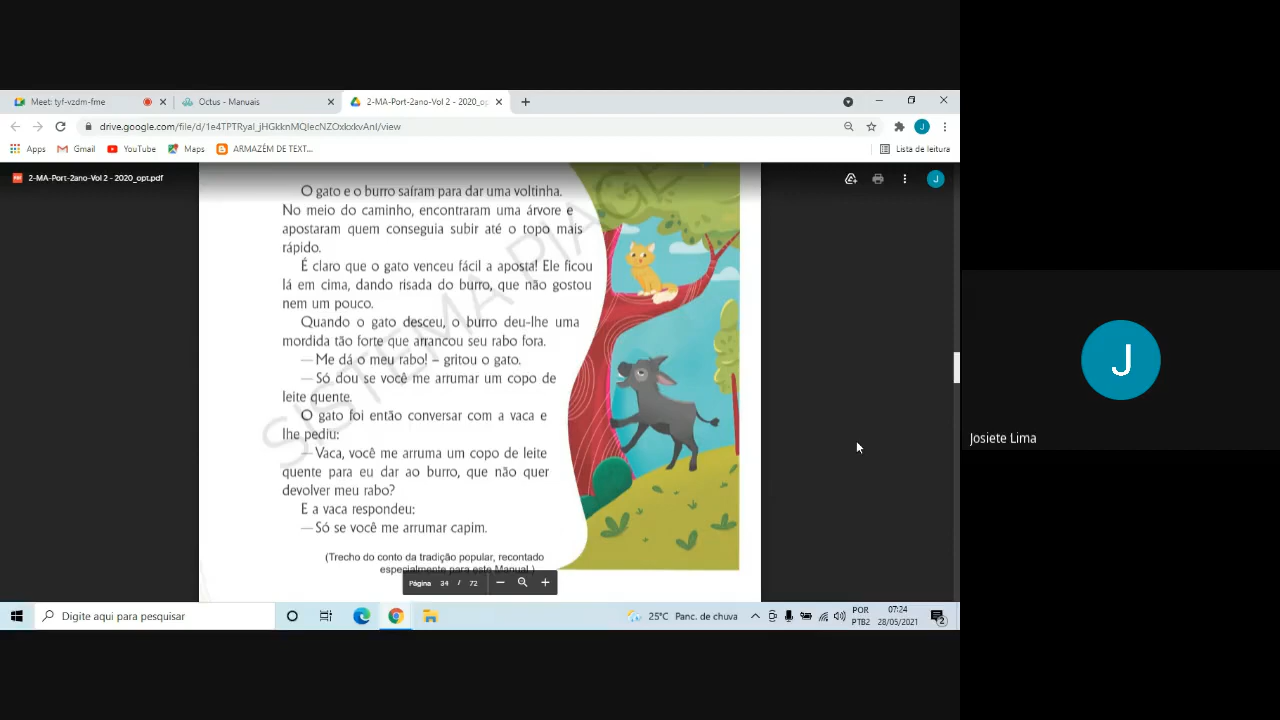 Meet: tyf-vzdm-fme
Octus - Manuais
2-MA-Port-2ano-Vol 2 - 2020_op
drive.google.com/file/d/1e4TPTRyal_jHGkknMQIecNZOxkxkvAnI/view
Apps
Gmail
YouTube
Maps
ARMAZÉM DE TEXT...
Lista de leitura
2-MA-Port-2ano-Vol 2 - 2020_opt.pdf
J
J
O gato e o burro saíram para dar uma voltinha.
No meio do caminho, encontraram uma árvore e
apostaram quem conseguia subir até o topo mais
rápido.
É claro que o gato venceu fácil a aposta! Ele ficou
lá em cima, dando risada do burro, que não gostou
nem um pouco.
Quando o gato desceu, o burro deu-lhe uma
mordida tão forte que arrancou seu rabo fora.
— Me dá o meu rabo! – gritou o gato.
— Só dou se você me arrumar um copo de
leite quente.
O gato foi então conversar com a vaca e
lhe pediu:
— Vaca, você me arruma um copo de leite
quente para eu dar ao burro, que não quer
devolver meu rabo?
E a vaca respondeu:
— Só se você me arrumar capim.
(Trecho do conto da tradição popular, recontado
especialmente para este Manual.)
SISTEMA PIAGE
Página 34 / 72
J
Josiete Lima
Digite aqui para pesquisar
25°C Panc. de chuva
POR
PTB2
07:24
28/05/2021
2